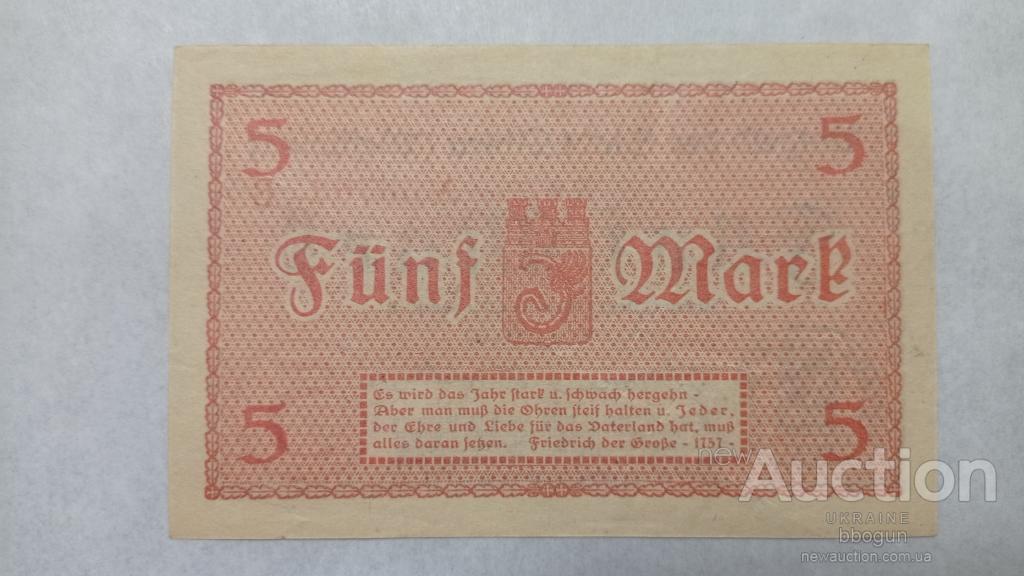 5 5
Fünf Mark
Es wird das Jahr stark u. schwach hergehn -
Aber man muß die Ohren steif halten u. Jeder,
der Ehre und Liebe für das Vaterland hat, muß
alles daran setzen. Friedrich der Große - 1757 -
5 5
newAuction
UKRAINE
bbogun
newauction.com.ua